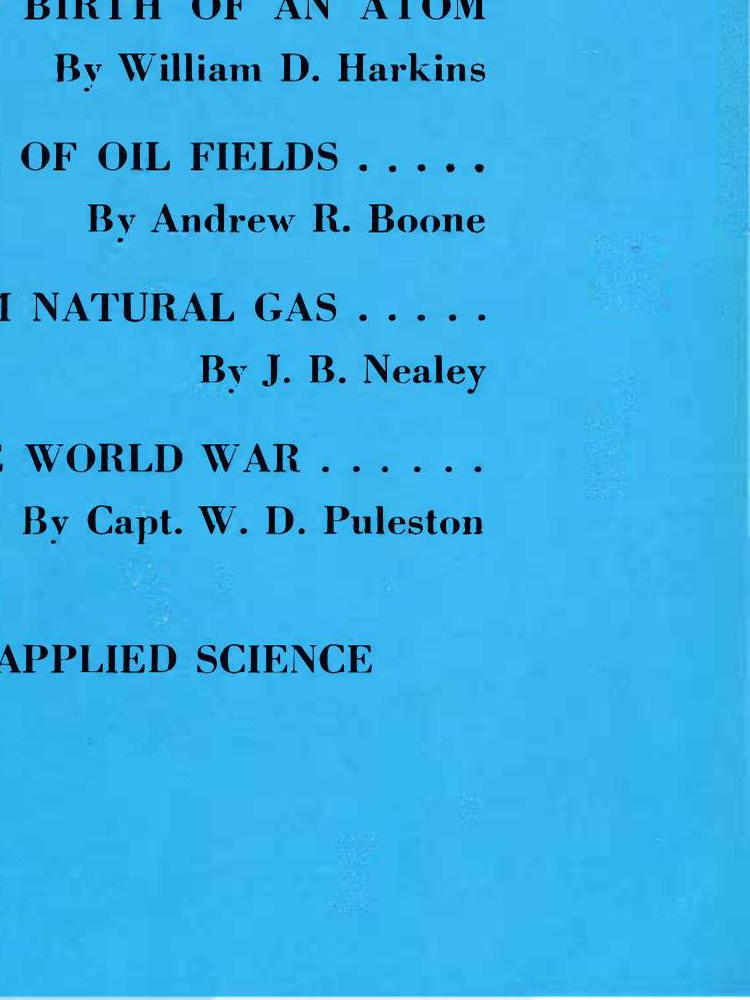 BIRTH OF AN ATOM
By William D. Harkins
OF OIL FIELDS . . . . .
By Andrew R. Boone
NATURAL GAS . . . . .
By J. B. Nealey
WORLD WAR . . . . . .
By Capt. W. D. Puleston
APPLIED SCIENCE